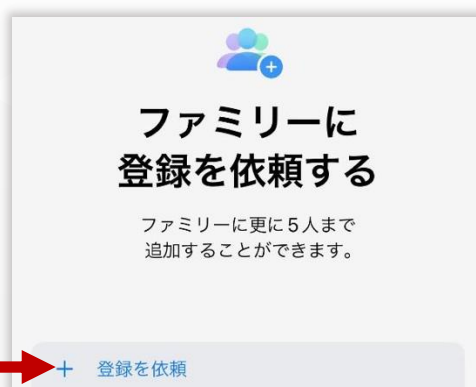 ファミリーに
登録を依頼する
ファミリーに更に5人まで
追加することができます。
+ 登録を依頼